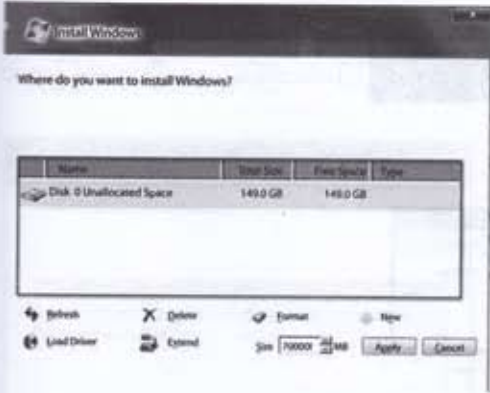 Install Windows
Where do you want to install Windows?
Name Total Size Free Space Type
Disk 0 Unallocated Space 149.0 GB 149.0 GB
Refresh Delete Format New
Load Driver Extend Size MB Apply Cancel